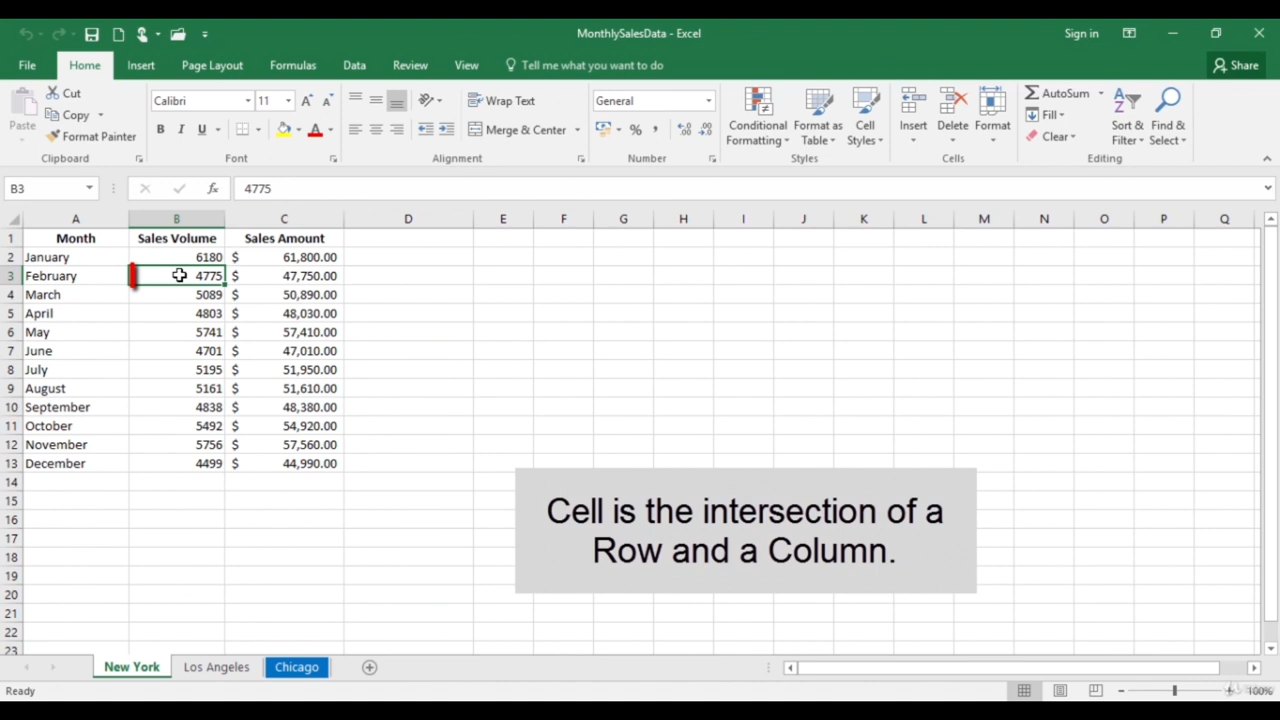 MonthlySalesData - Excel
Sign in
File Home Insert Page Layout Formulas Data Review View Tell me what you want to do Share
Paste
Cut
Copy
Format Painter
Clipboard
Calibri 11
B I U
Font
Wrap Text
Merge & Center
Alignment
General
Number
Conditional Formatting
Format as Table
Cell Styles
Styles
Insert Delete Format
Cells
AutoSum
Fill
Clear
Sort & Filter
Find & Select
Editing
B3 fx 4775
A B C D E F G H I J K L M N O P Q
1 Month Sales Volume Sales Amount
2 January 6180 $ 61,800.00
3 February 4775 $ 47,750.00
4 March 5089 $ 50,890.00
5 April 4803 $ 48,030.00
6 May 5741 $ 57,410.00
7 June 4701 $ 47,010.00
8 July 5195 $ 51,950.00
9 August 5161 $ 51,610.00
10 September 4838 $ 48,380.00
11 October 5492 $ 54,920.00
12 November 5756 $ 57,560.00
13 December 4499 $ 44,990.00
14
15
16
17
18
19
20
21
22
23
Cell is the intersection of a
Row and a Column.
New York Los Angeles Chicago
Ready
100%